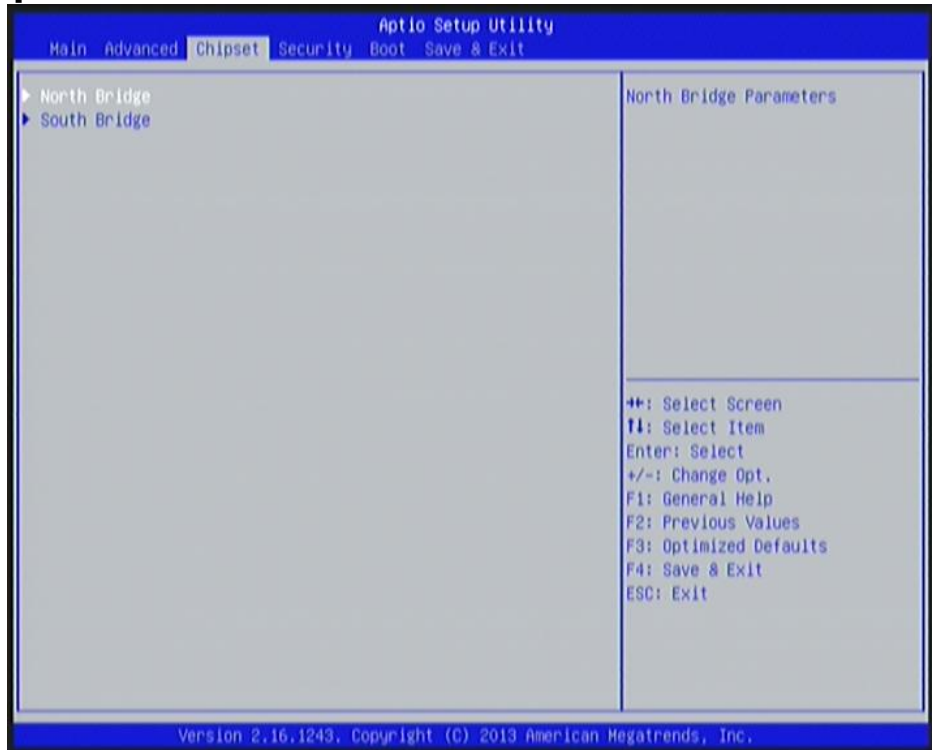 Aptio Setup Utility
Main Advanced Chipset Security Boot Save & Exit
North Bridge
South Bridge
North Bridge Parameters
→←: Select Screen
↑↓: Select Item
Enter: Select
+/-: Change Opt.
F1: General Help
F2: Previous Values
F3: Optimized Defaults
F4: Save & Exit
ESC: Exit
Version 2.16.1243. Copyright (C) 2013 American Megatrends, Inc.